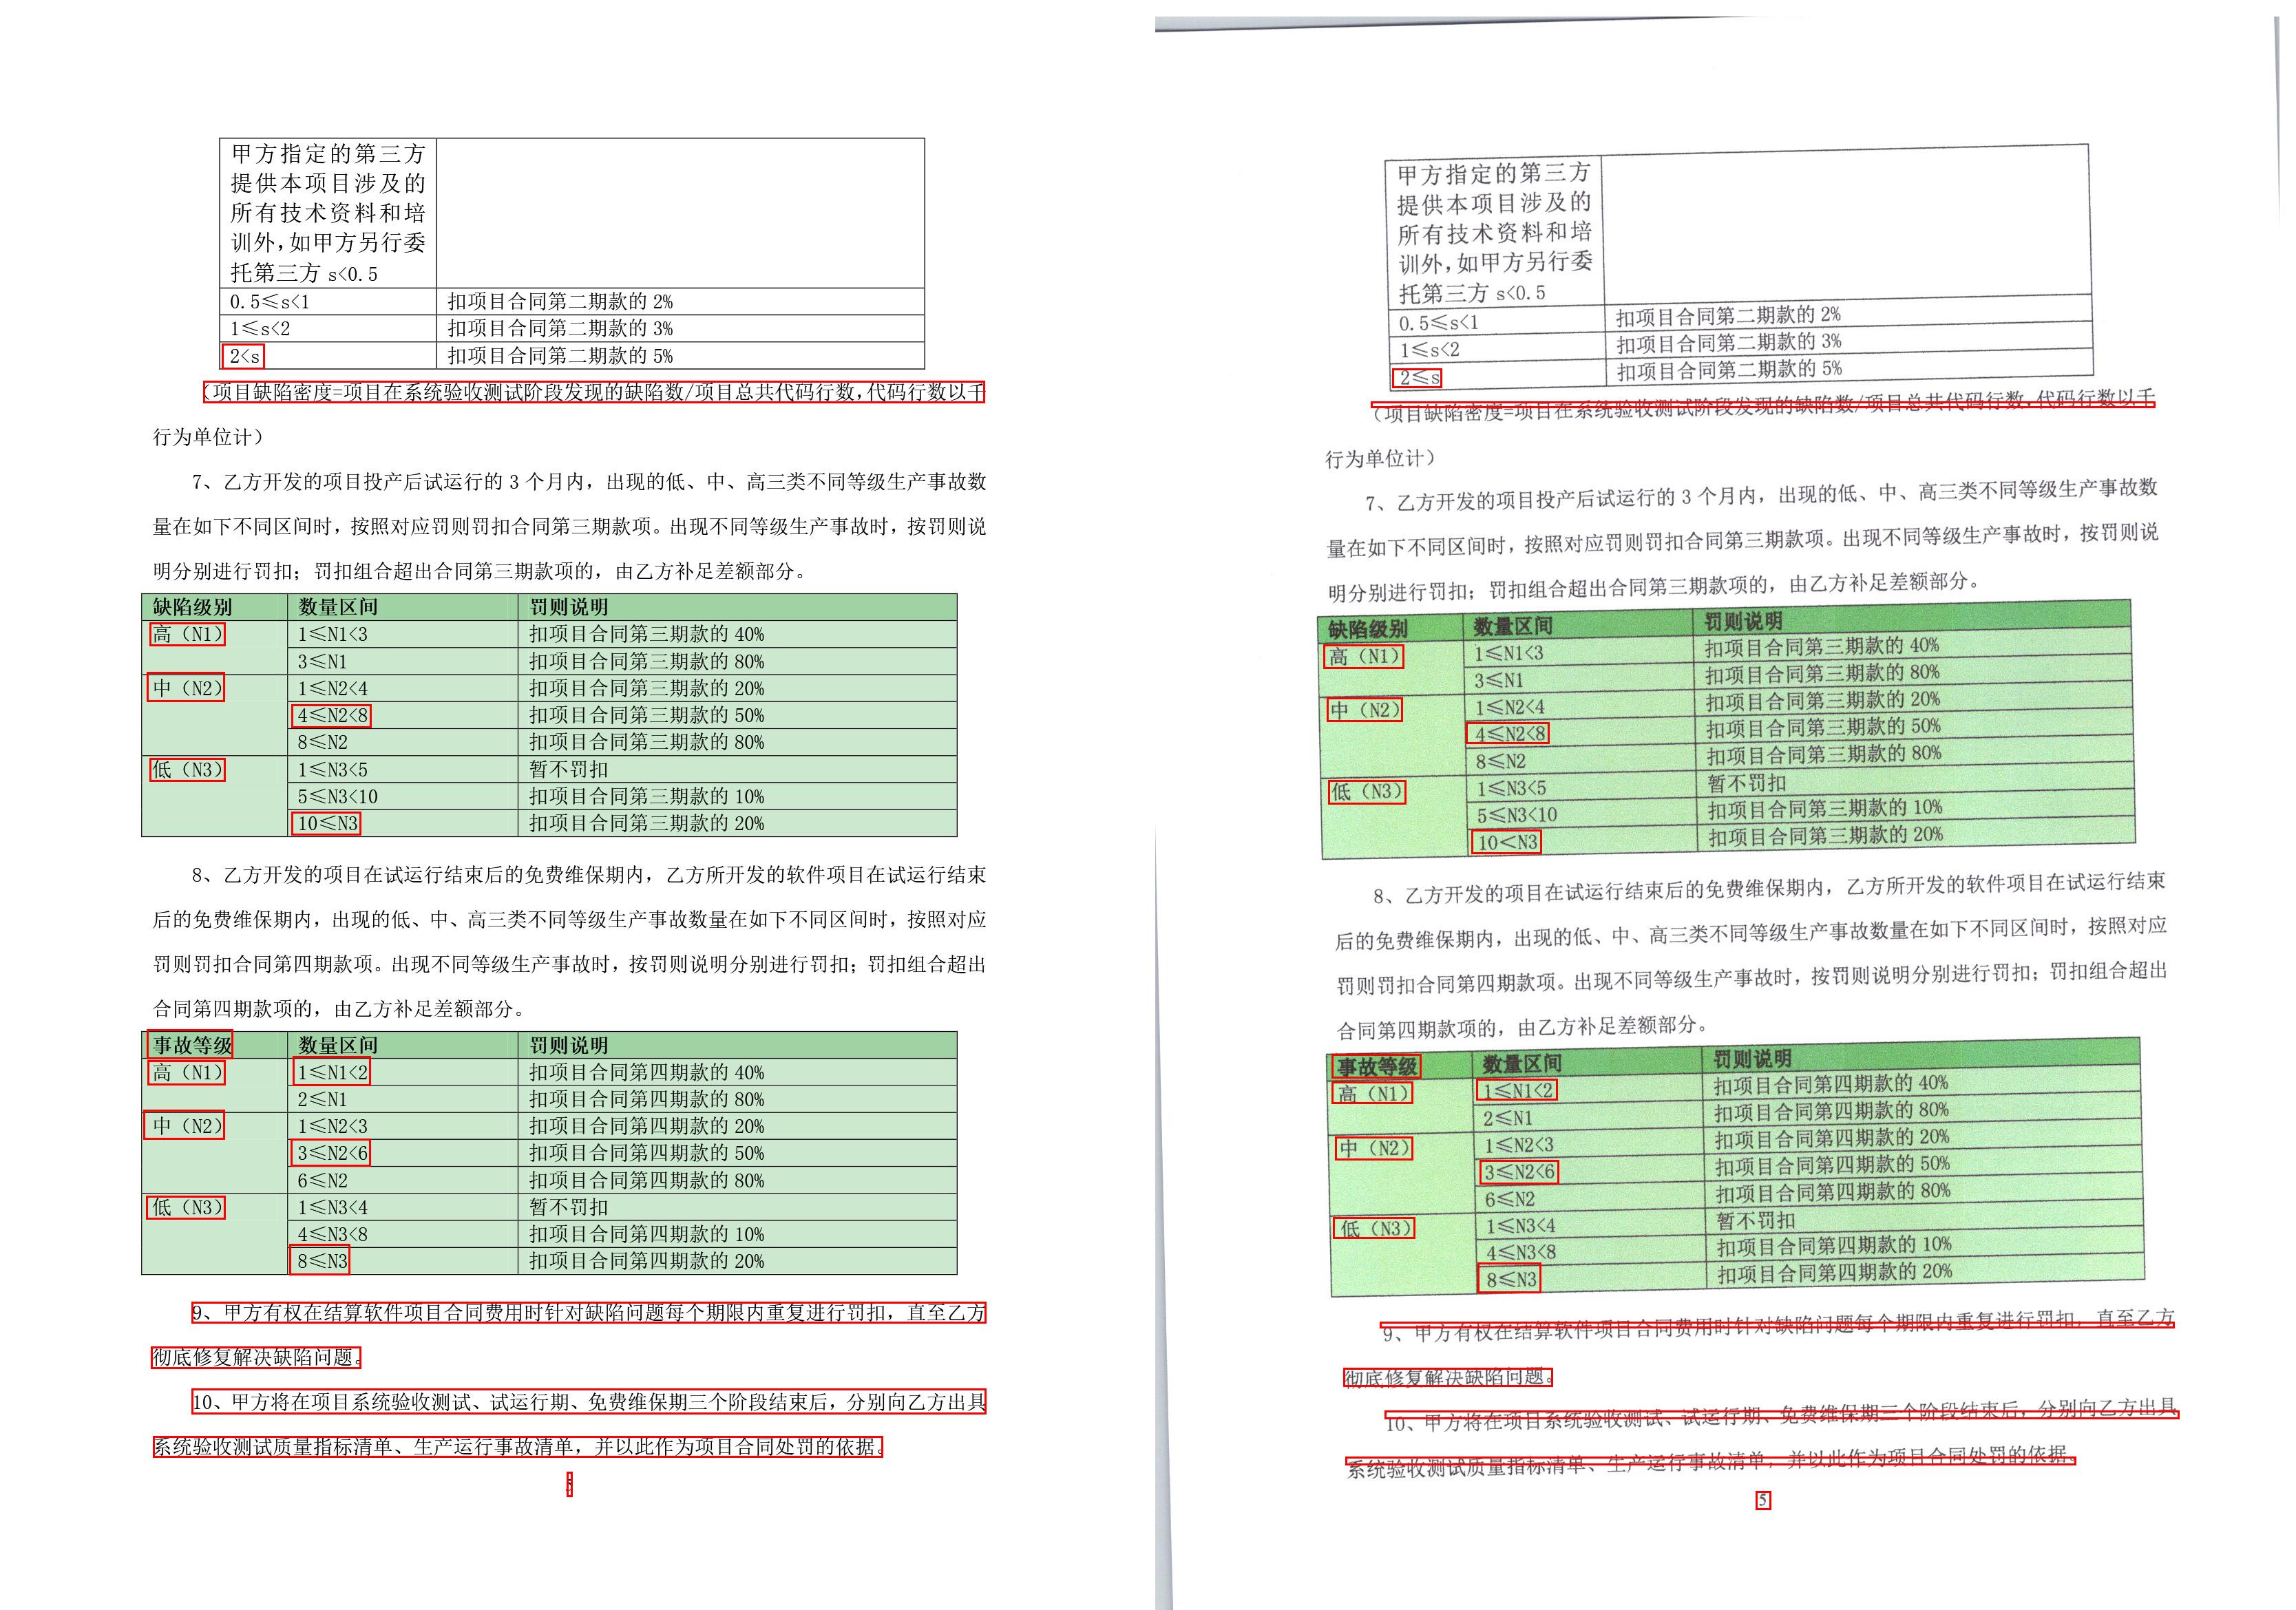 甲方指定的第三方
提供本项目涉及的
所有技术资料和培
训外,如甲方另行委
托第三方 s<0.5
0.5≤s<1 扣项目合同第二期款的 2%
1≤s<2 扣项目合同第二期款的 3%
2<s 扣项目合同第二期款的 5%
（项目缺陷密度=项目在系统验收测试阶段发现的缺陷数/项目总共代码行数,代码行数以千
行为单位计）
7、乙方开发的项目投产后试运行的 3 个月内，出现的低、中、高三类不同等级生产事故数
量在如下不同区间时，按照对应罚则罚扣合同第三期款项。出现不同等级生产事故时，按罚则说
明分别进行罚扣；罚扣组合超出合同第三期款项的，由乙方补足差额部分。
缺陷级别 数量区间 罚则说明
高（N1） 1≤N1<3 扣项目合同第三期款的 40%
3≤N1 扣项目合同第三期款的 80%
中（N2） 1≤N2<4 扣项目合同第三期款的 20%
4≤N2<8 扣项目合同第三期款的 50%
8≤N2 扣项目合同第三期款的 80%
低（N3） 1≤N3<5 暂不罚扣
5≤N3<10 扣项目合同第三期款的 10%
10≤N3 扣项目合同第三期款的 20%
8、乙方开发的项目在试运行结束后的免费维保期内，乙方所开发的软件项目在试运行结束
后的免费维保期内，出现的低、中、高三类不同等级生产事故数量在如下不同区间时，按照对应
罚则罚扣合同第四期款项。出现不同等级生产事故时，按罚则说明分别进行罚扣；罚扣组合超出
合同第四期款项的，由乙方补足差额部分。
事故等级 数量区间 罚则说明
高（N1） 1≤N1<2 扣项目合同第四期款的 40%
2≤N1 扣项目合同第四期款的 80%
中（N2） 1≤N2<3 扣项目合同第四期款的 20%
3≤N2<6 扣项目合同第四期款的 50%
6≤N2 扣项目合同第四期款的 80%
低（N3） 1≤N3<4 暂不罚扣
4≤N3<8 扣项目合同第四期款的 10%
8≤N3 扣项目合同第四期款的 20%
9、甲方有权在结算软件项目合同费用时针对缺陷问题每个期限内重复进行罚扣，直至乙方
彻底修复解决缺陷问题。
10、甲方将在项目系统验收测试、试运行期、免费维保期三个阶段结束后，分别向乙方出具
系统验收测试质量指标清单、生产运行事故清单，并以此作为项目合同处罚的依据。
甲方指定的第三方
提供本项目涉及的
所有技术资料和培
训外,如甲方另行委
托第三方 s<0.5
0.5≤s<1 扣项目合同第二期款的 2%
1≤s<2 扣项目合同第二期款的 3%
2≤s 扣项目合同第二期款的 5%
（项目缺陷密度=项目在系统验收测试阶段发现的缺陷数/项目总共代码行数,代码行数以千
行为单位计）
7、乙方开发的项目投产后试运行的 3 个月内，出现的低、中、高三类不同等级生产事故数
量在如下不同区间时，按照对应罚则罚扣合同第三期款项。出现不同等级生产事故时，按罚则说
明分别进行罚扣；罚扣组合超出合同第三期款项的，由乙方补足差额部分。
缺陷级别 数量区间 罚则说明
高（N1） 1≤N1<3 扣项目合同第三期款的 40%
3≤N1 扣项目合同第三期款的 80%
中（N2） 1≤N2<4 扣项目合同第三期款的 20%
4≤N2<8 扣项目合同第三期款的 50%
8≤N2 扣项目合同第三期款的 80%
低（N3） 1≤N3<5 暂不罚扣
5≤N3<10 扣项目合同第三期款的 10%
10<N3 扣项目合同第三期款的 20%
8、乙方开发的项目在试运行结束后的免费维保期内，乙方所开发的软件项目在试运行结束
后的免费维保期内，出现的低、中、高三类不同等级生产事故数量在如下不同区间时，按照对应
罚则罚扣合同第四期款项。出现不同等级生产事故时，按罚则说明分别进行罚扣；罚扣组合超出
合同第四期款项的，由乙方补足差额部分。
事故等级 数量区间 罚则说明
高（N1） 1≤N1<2 扣项目合同第四期款的 40%
2≤N1 扣项目合同第四期款的 80%
中（N2） 1≤N2<3 扣项目合同第四期款的 20%
3≤N2<6 扣项目合同第四期款的 50%
6≤N2 扣项目合同第四期款的 80%
低（N3） 1≤N3<4 暂不罚扣
4≤N3<8 扣项目合同第四期款的 10%
8≤N3 扣项目合同第四期款的 20%
9、甲方有权在结算软件项目合同费用时针对缺陷问题每个期限内重复进行罚扣，直至乙方
彻底修复解决缺陷问题。
10、甲方将在项目系统验收测试、试运行期、免费维保期三个阶段结束后，分别向乙方出具
系统验收测试质量指标清单、生产运行事故清单，并以此作为项目合同处罚的依据。
5